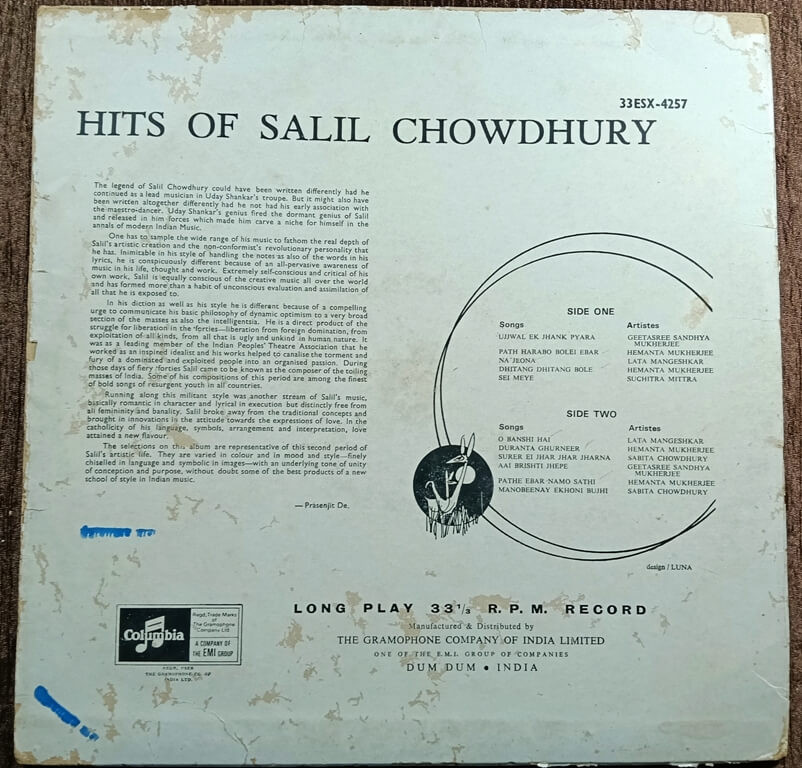 33ESX-4257
HITS OF SALIL CHOWDHURY
The legend of Salil Chowdhury could have been written differently had he
continued as a lead musician in Uday Shankar's troupe. But it might also have
been written altogether differently had he not had his early association with
the maestro-dancer. Uday Shankar's genius fired the dormant genius of Salil
and released in him forces which made him carve a niche for himself in the
annals of modern Indian Music.
One has to sample the wide range of his music to fathom the real depth of
Salil's artistic creation and the non-conformist's revolutionary personality that
he has. Inimitable in his style of handling the notes as also of the words in his
lyrics, he is conspicuously different because of an all-pervasive awareness of
music in his life, thought and work. Extremely self-conscious and critical of his
own work, Salil is equally conscious of the creative music all over the world
and has formed more than a habit of unconscious evaluation and assimilation of
all that he is exposed to.
In his diction as well as his style he is different because of a compelling
urge to communicate his basic philosophy of dynamic optimism to a very broad
section of the masses as also the intelligentsia. He is a direct product of the
struggle for liberation in the 'forties—liberation from foreign domination, from
exploitation of all kinds, from all that is ugly and unkind in human nature. It
was as a leading member of the Indian Peoples' Theatre Association that he
worked as an inspired idealist and his works helped to canalise the torment and
fury of a dominated and exploited people into an organised passion. During
those days of fiery 'forties Salil came to be known as the composer of the toiling
masses of India. Some of his compositions of this period are among the finest
of bold songs of resurgent youth in all countries.
Running along this militant style was another stream of Salil's music,
basically romantic in character and lyrical in execution but distinctly free from
all femininity and banality. Salil broke away from the traditional concepts and
brought in innovations in the attitude towards the expressions of love. In the
catholicity of his language, symbols, arrangement and interpretation, love
attained a new flavour.
The selections on this album are representative of this second period of
Salil's artistic life. They are varied in colour and in mood and style—finely
chiselled in language and symbolic in images—with an underlying tone of unity
of conception and purpose, without doubt some of the best products of a new
school of style in Indian music.
—Prasenjit De.
SIDE ONE
Songs Artistes
UJJWAL EK JHANK PYARA GEETASREE SANDHYA
MUKHERJEE
PATH HARABO BOLEI EBAR HEMANTA MUKHERJEE
NA JEONA LATA MANGESHKAR
DHITANG DHITANG BOLE HEMANTA MUKHERJEE
SEI MEYE SUCHITRA MITTRA
SIDE TWO
Songs Artistes
O BANSHI HAI LATA MANGESHKAR
DURANTA GHURNEER HEMANTA MUKHERJEE
SURER EI JHAR JHAR JHARNA SABITA CHOWDHURY
AAI BRISHTI JHEPE GEETASREE SANDHYA
MUKHERJEE
PATHE EBAR NAMO SATHI HEMANTA MUKHERJEE
MANOBEENAY EKHONI BUJHI SABITA CHOWDHURY
design / LUNA
LONG PLAY 33 1/3 R.P.M. RECORD
Manufactured & Distributed by
THE GRAMOPHONE COMPANY OF INDIA LIMITED
ONE OF THE E.M.I. GROUP OF COMPANIES
DUM DUM • INDIA
Columbia
Regd. Trade Marks
of
The Gramophone
Company Ltd
A COMPANY OF
THE EMI GROUP
REGD. USER
THE GRAMOPHONE CO. OF
INDIA LTD.